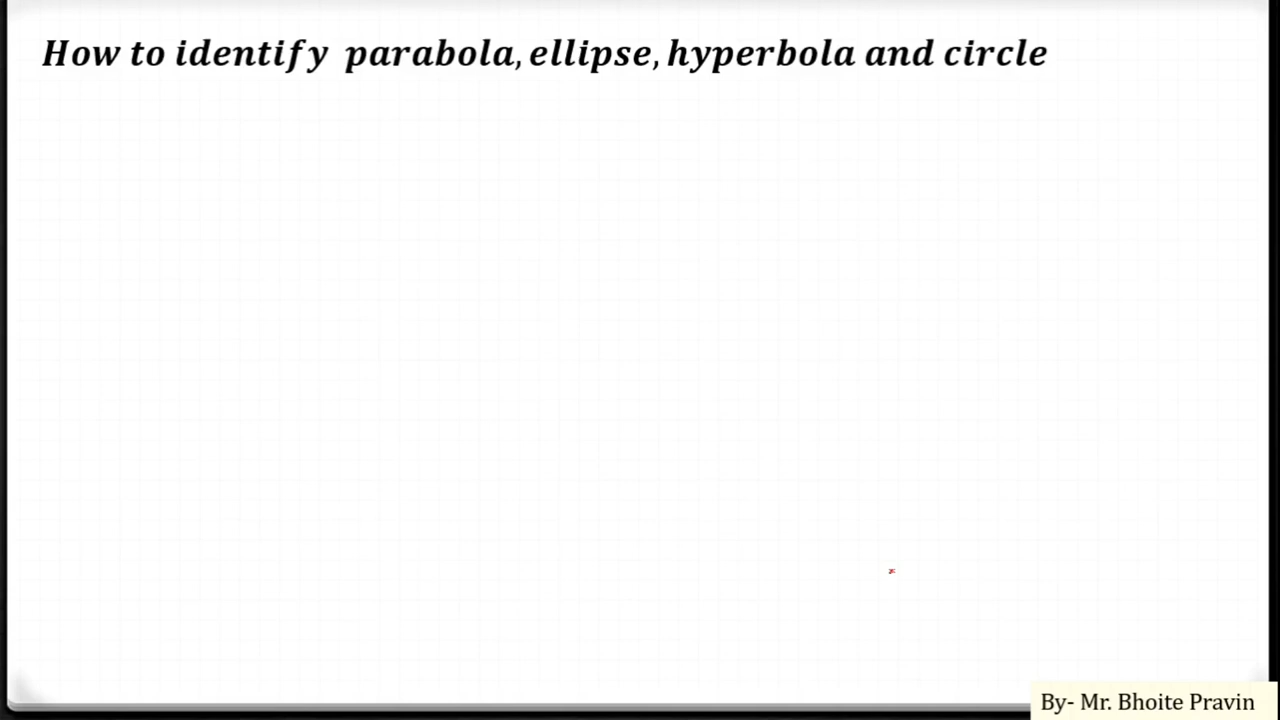 How to identify parabola, ellipse, hyperbola and circle
By- Mr. Bhoite Pravin